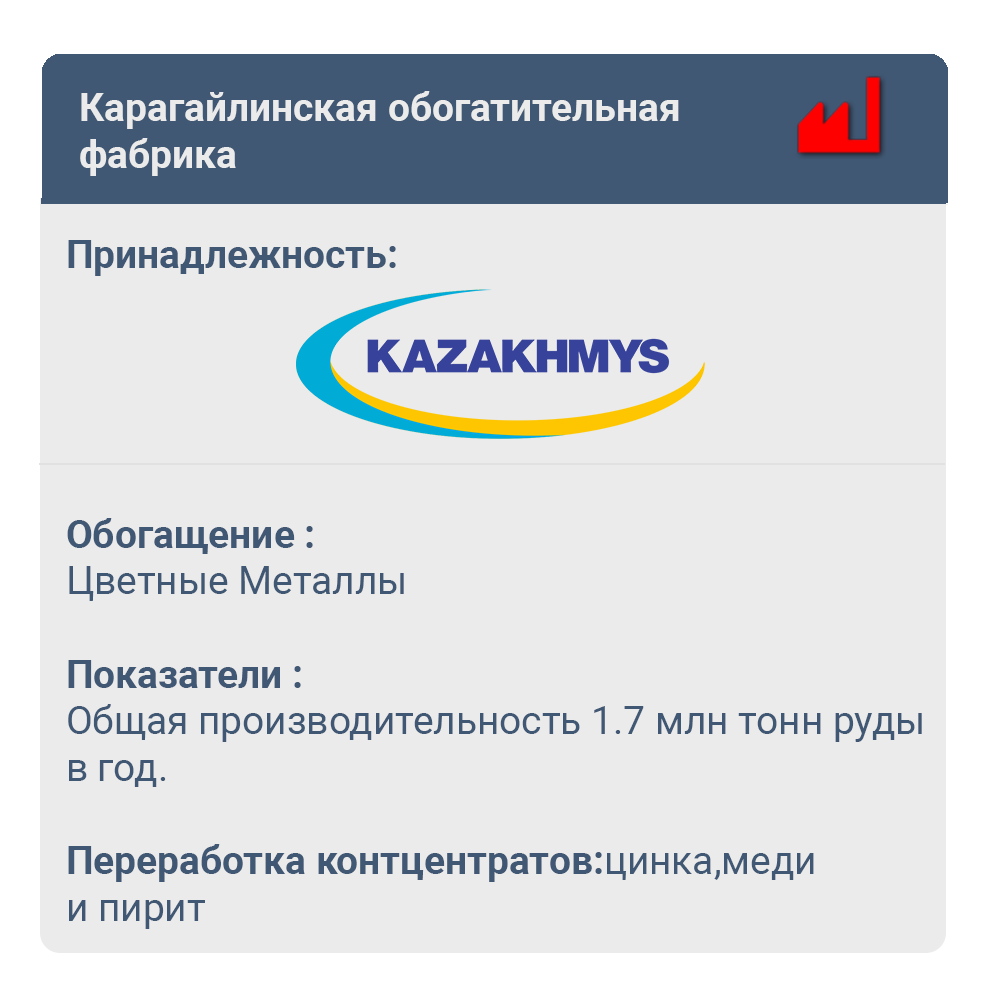 Карагайлинская обогатительная
фабрика
Принадлежность:
KAZAKHMYS
Обогащение :
Цветные Металлы
Показатели :
Общая производительность 1.7 млн тонн руды
в год.
Переработка контцентратов:цинка,меди
и пирит